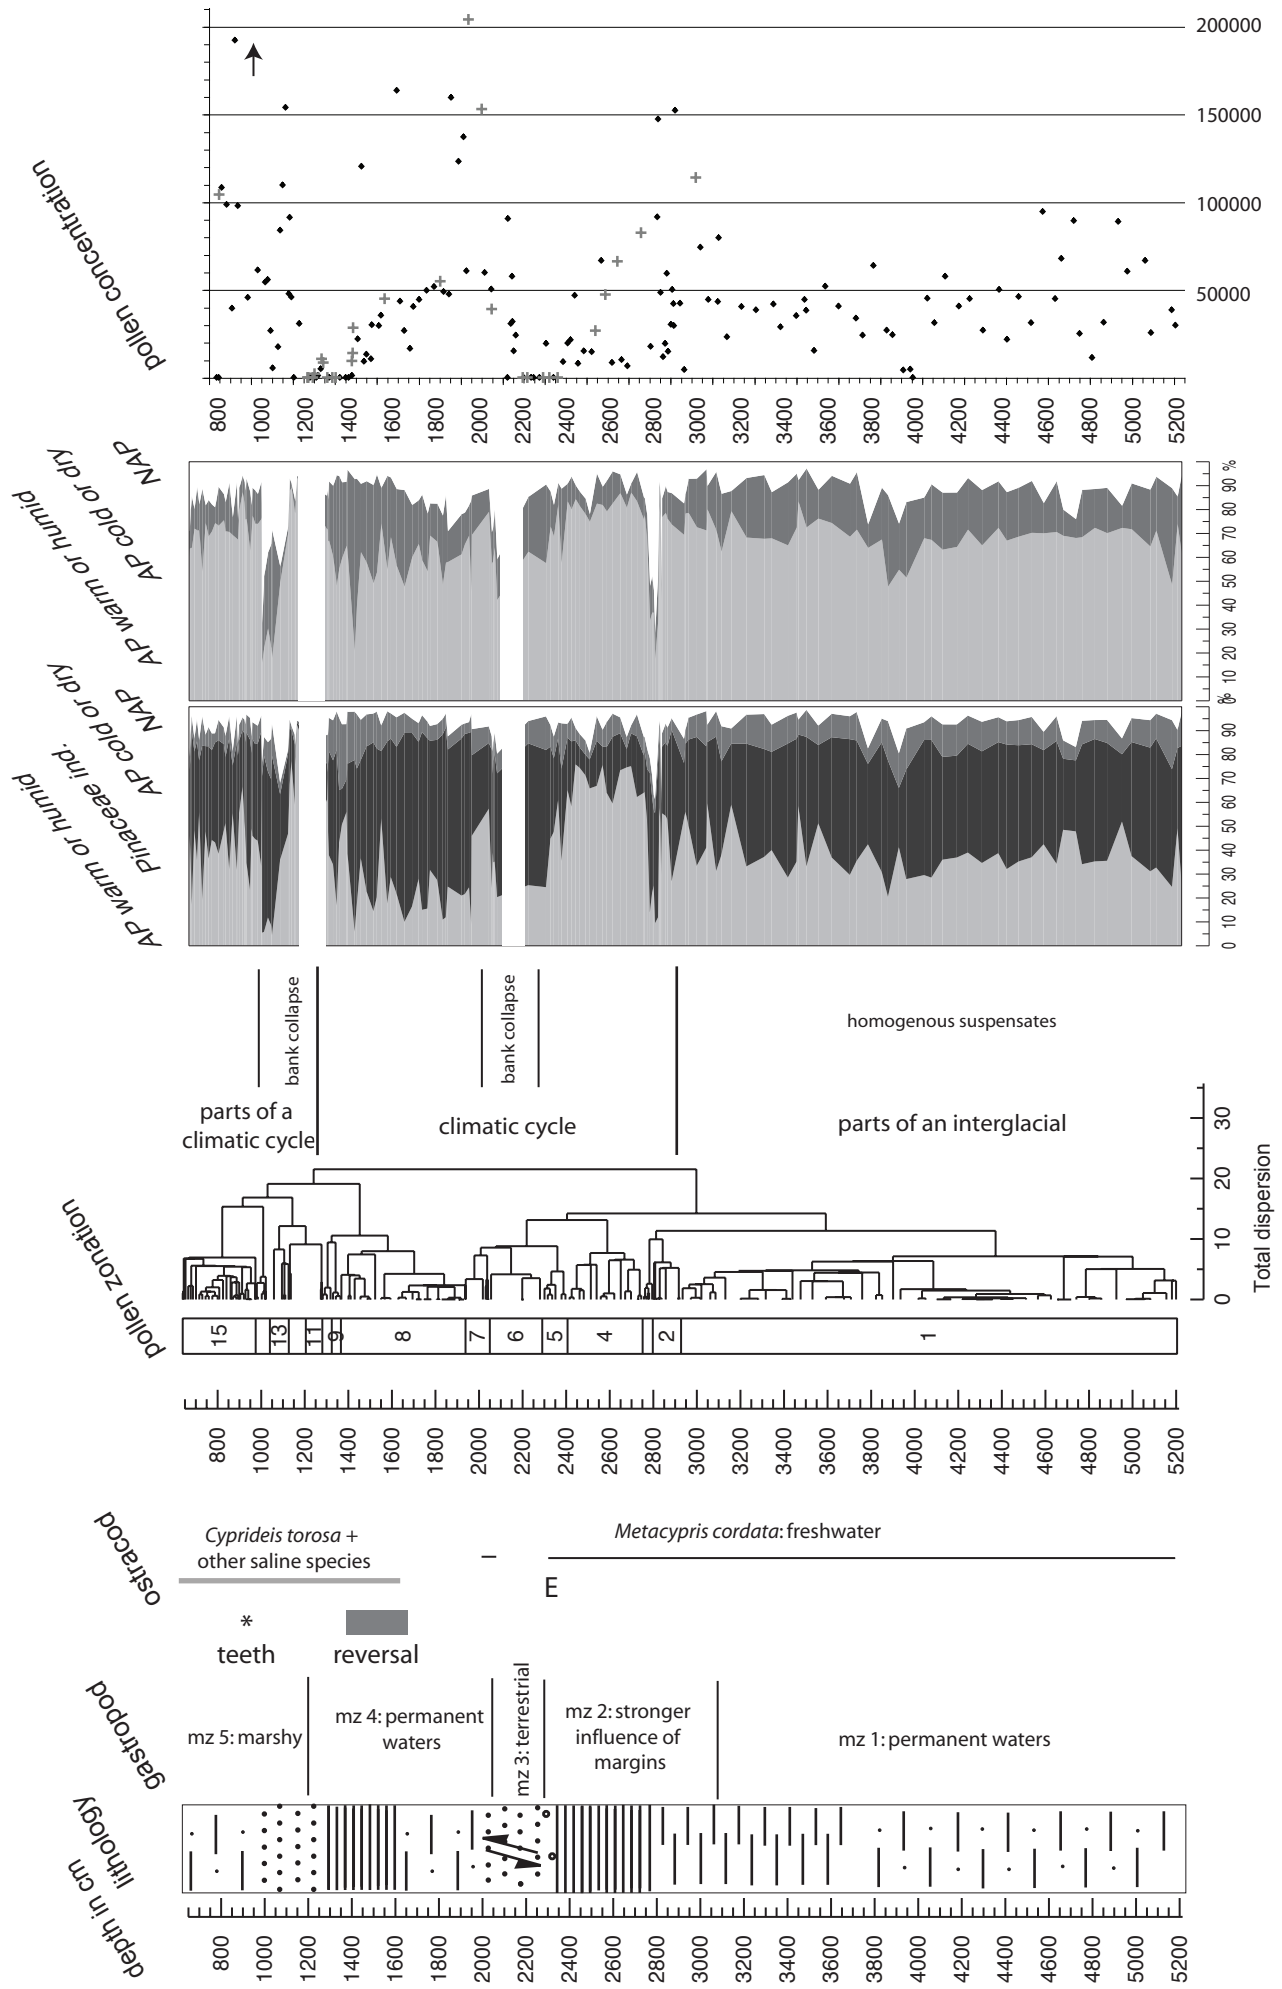 pollen concentration
200000
150000
100000
50000
800 1000 1200 1400 1600 1800 2000 2200 2400 2600 2800 3000 3200 3400 3600 3800 4000 4200 4400 4600 4800 5000 5200
AP warm or humid
AP cold or dry
NAP
0 10 20 30 40 50 60 70 80 90 %
AP warm or humid
Pinaceae ind.
AP cold or dry
NAP
0 10 20 30 40 50 60 70 80 90 %
bank collapse
bank collapse
homogenous suspensates
parts of a
climatic cycle
climatic cycle
parts of an interglacial
pollen zonation
0 10 20 30
Total dispersion
15 13 11 9 8 7 6 5 4 2 1
800 1000 1200 1400 1600 1800 2000 2200 2400 2600 2800 3000 3200 3400 3600 3800 4000 4200 4400 4600 4800 5000 5200
ostracod
Cyprideis torosa +
other saline species
Metacypris cordata: freshwater
E
*
teeth
reversal
gastropod
mz 5: marshy
mz 4: permanent
waters
mz 3: terrestrial
mz 2: stronger
influence of
margins
mz 1: permanent waters
lithology
depth in cm
800 1000 1200 1400 1600 1800 2000 2200 2400 2600 2800 3000 3200 3400 3600 3800 4000 4200 4400 4600 4800 5000 5200